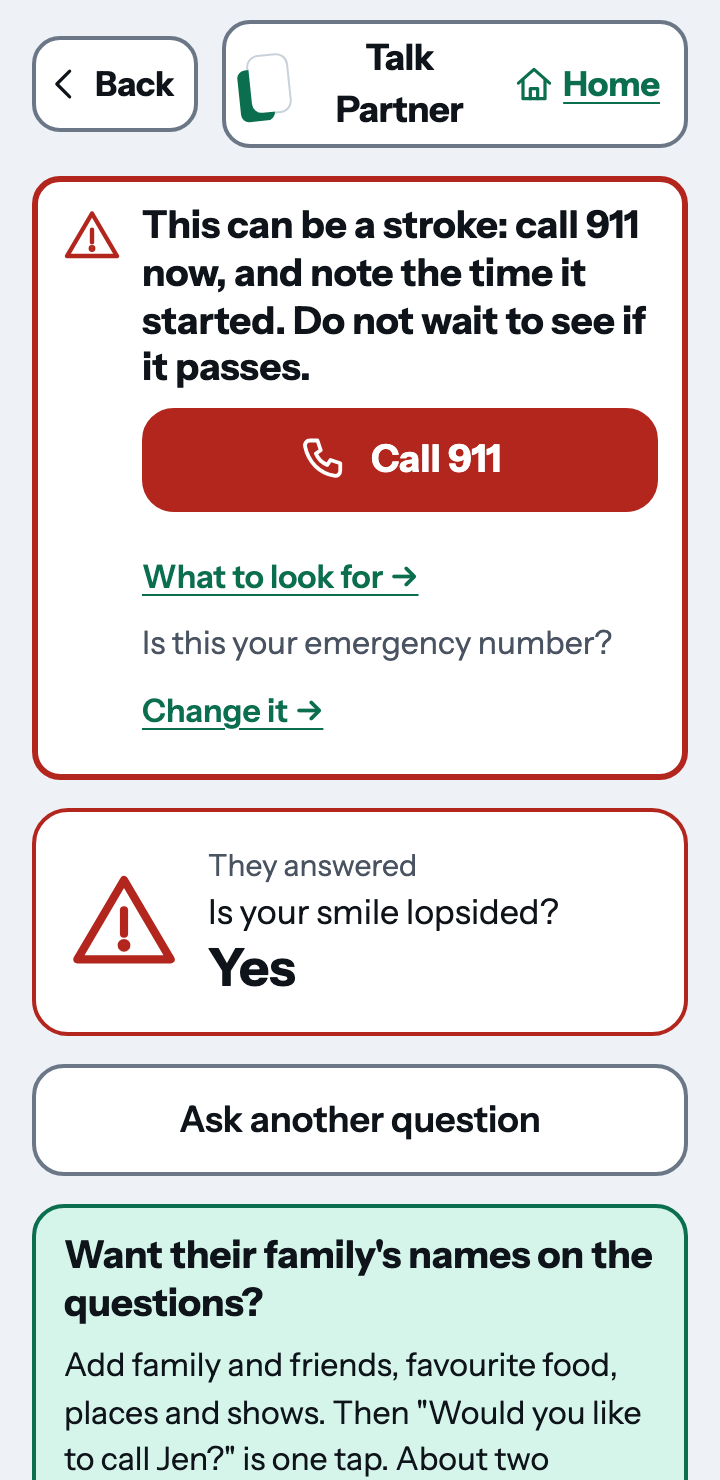 Back
Talk
Partner
Home
This can be a stroke: call 911
now, and note the time it
started. Do not wait to see if
it passes.
Call 911
What to look for →
Is this your emergency number?
Change it →
They answered
Is your smile lopsided?
Yes
Ask another question
Want their family's names on the
questions?
Add family and friends, favourite food,
places and shows. Then "Would you like
to call Jen?" is one tap. About two